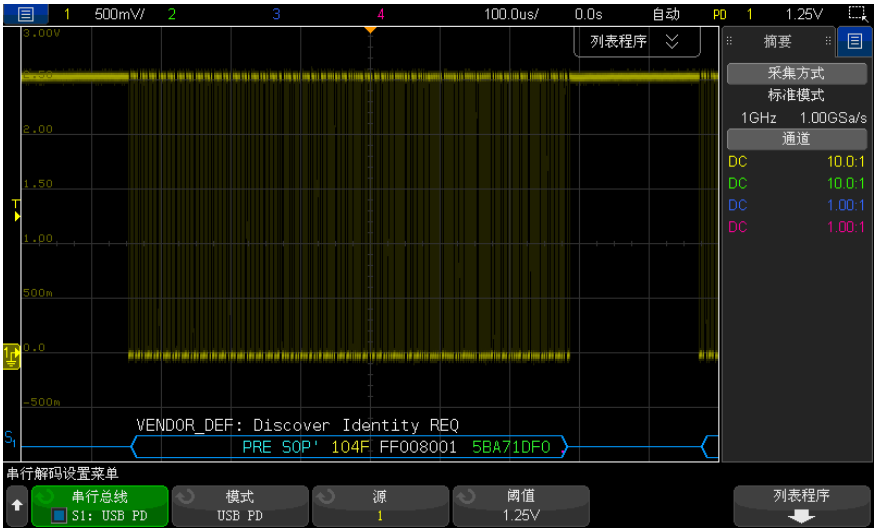 1 500mV/ 2 3 4 100.0us/ 0.0s 自动 PD 1 1.25V
3.00V
列表程序
摘要
2.50
采集方式
标准模式
1GHz 1.00GSa/s
2.00
通道
DC 10.0:1
1.50
DC 10.0:1
T
DC 1.00:1
1.00
DC 1.00:1
500m
0.0
-500m
VENDOR_DEF: Discover Identity REQ
S1
PRE SOP' 104F FF008001 5BA71DF0
串行解码设置菜单
串行总线 模式 源 阈值 列表程序
S1: USB PD USB PD 1 1.25V